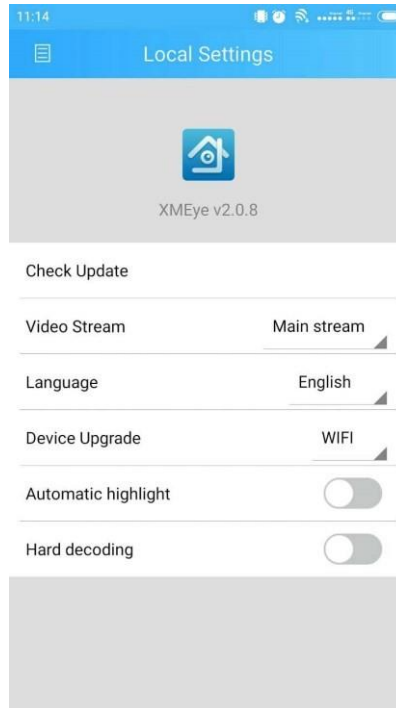 11:14
Local Settings
XMEye v2.0.8
Check Update
Video Stream Main stream
Language English
Device Upgrade WIFI
Automatic highlight
Hard decoding